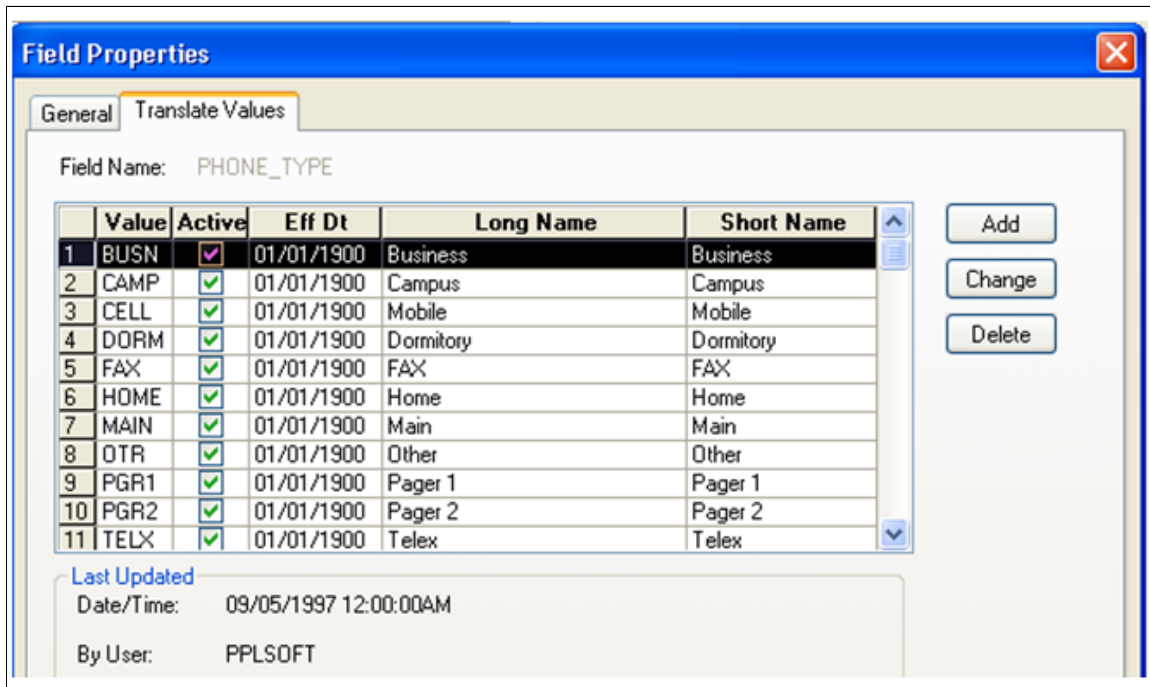 Field Properties
General Translate Values
Field Name: PHONE_TYPE
Value Active Eff Dt Long Name Short Name
1 BUSN 01/01/1900 Business Business
2 CAMP 01/01/1900 Campus Campus
3 CELL 01/01/1900 Mobile Mobile
4 DORM 01/01/1900 Dormitory Dormitory
5 FAX 01/01/1900 FAX FAX
6 HOME 01/01/1900 Home Home
7 MAIN 01/01/1900 Main Main
8 OTR 01/01/1900 Other Other
9 PGR1 01/01/1900 Pager 1 Pager 1
10 PGR2 01/01/1900 Pager 2 Pager 2
11 TELX 01/01/1900 Telex Telex
Add
Change
Delete
Last Updated
Date/Time: 09/05/1997 12:00:00AM
By User: PPLSOFT